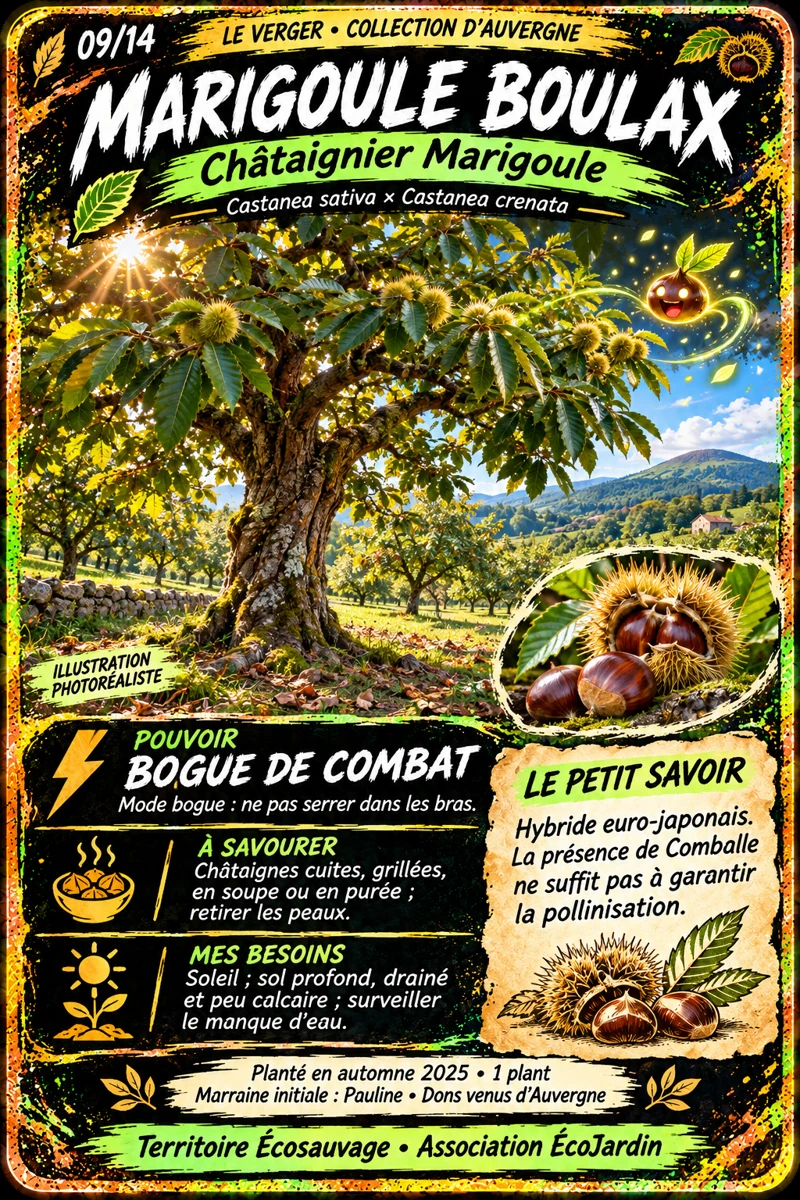 09/14
LE VERGER • COLLECTION D'AUVERGNE
MARIGOULE BOULAX
Châtaignier Marigoule
Castanea sativa × Castanea crenata
ILLUSTRATION
PHOTORÉALISTE
POUVOIR
BOGUE DE COMBAT
Mode bogue : ne pas serrer dans les bras.
À SAVOURER
Châtaignes cuites, grillées,
en soupe ou en purée ;
retirer les peaux.
MES BESOINS
Soleil ; sol profond, drainé
et peu calcaire ; surveiller
le manque d'eau.
LE PETIT SAVOIR
Hybride euro-japonais.
La présence de Comballe
ne suffit pas à garantir
la pollinisation.
Planté en automne 2025 • 1 plant
Marraine initiale : Pauline • Dons venus d'Auvergne
Territoire Écosauvage • Association ÉcoJardin